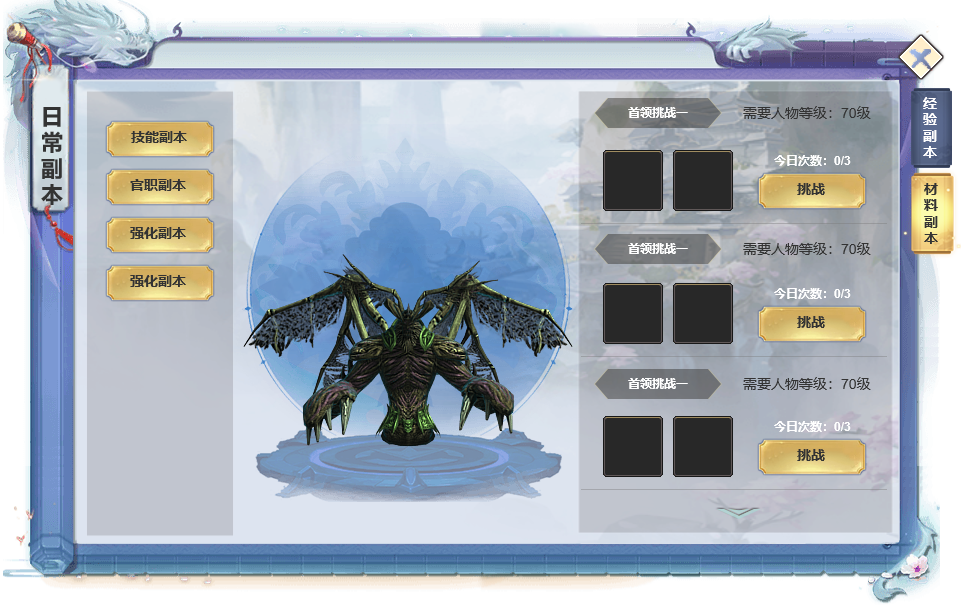 日常副本
技能副本
官职副本
强化副本
强化副本
首领挑战一
需要人物等级：70级
今日次数：0/3
挑战
首领挑战一
需要人物等级：70级
今日次数：0/3
挑战
首领挑战一
需要人物等级：70级
今日次数：0/3
挑战
经验副本
材料副本